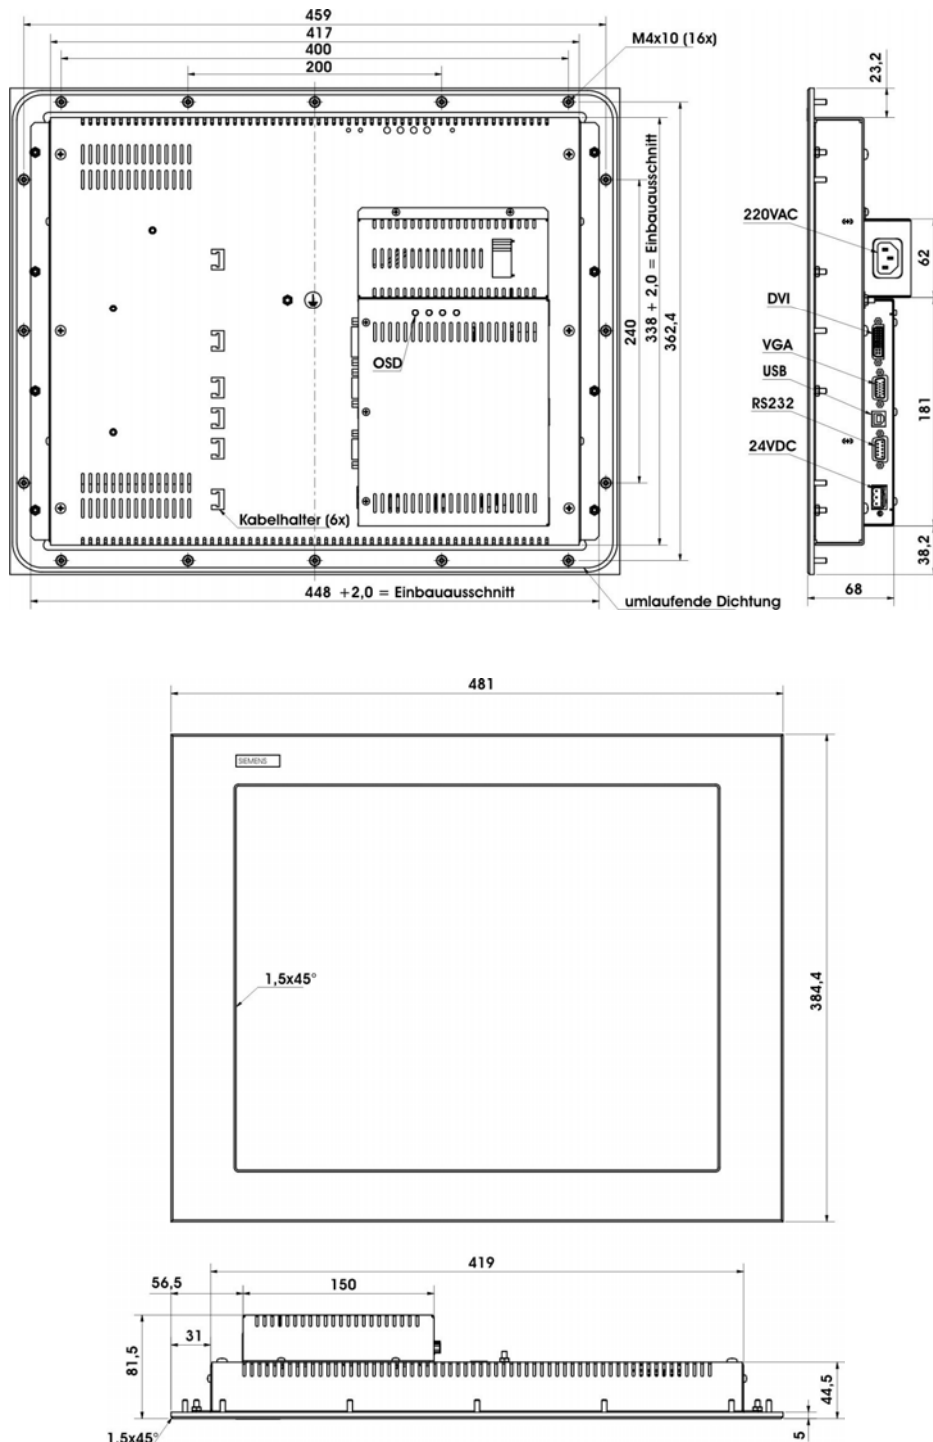 459
417
400
200
M4x10 (16x)
23,2
220VAC
62
DVI
VGA
USB
RS232
24VDC
181
38,2
68
240
338 + 2,0 = Einbauausschnitt
362,4
OSD
Kabelhalter (6x)
448 +2,0 = Einbauausschnitt
umlaufende Dichtung
481
SIEMENS
1,5x45°
384,4
419
56,5
150
31
81,5
44,5
5
1,5x45°